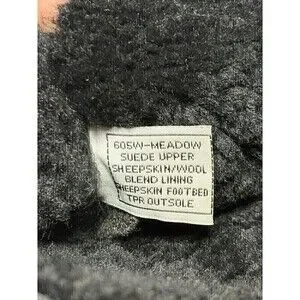 605W-MEADOW
SUEDE UPPER
SHEEPSKIN/WOOL
BLEND LINING
SHEEPSKIN FOOTBED
TPR OUTSOLE